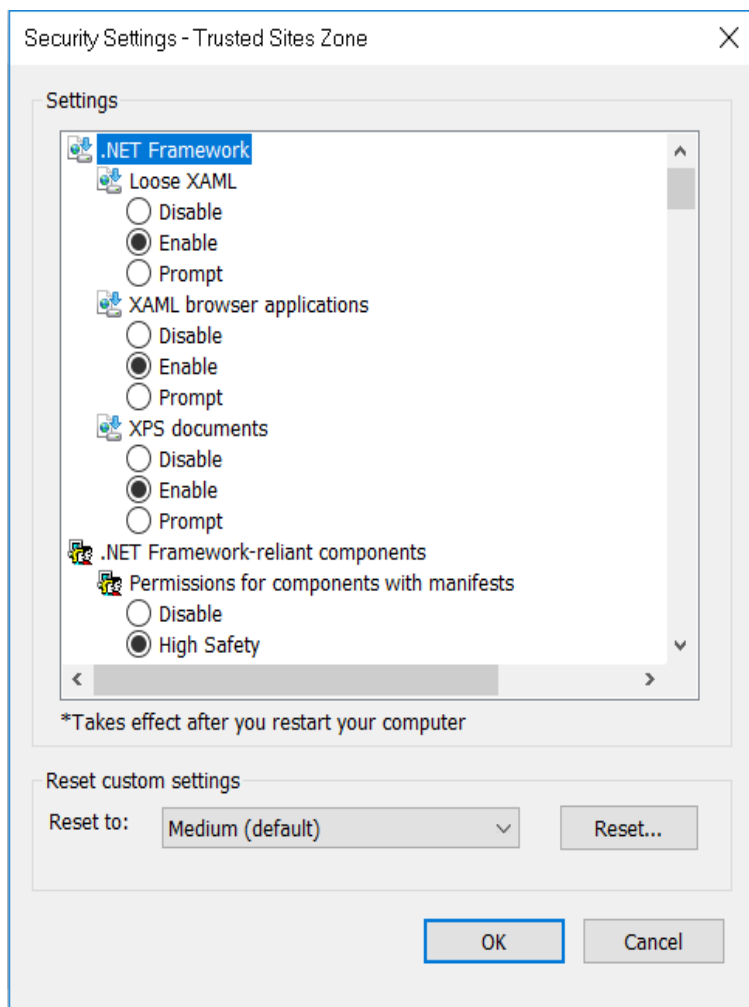 Security Settings - Trusted Sites Zone
Settings
.NET Framework
Loose XAML
Disable
Enable
Prompt
XAML browser applications
Disable
Enable
Prompt
XPS documents
Disable
Enable
Prompt
.NET Framework-reliant components
Permissions for components with manifests
Disable
High Safety
*Takes effect after you restart your computer
Reset custom settings
Reset to: Medium (default) Reset...
OK Cancel